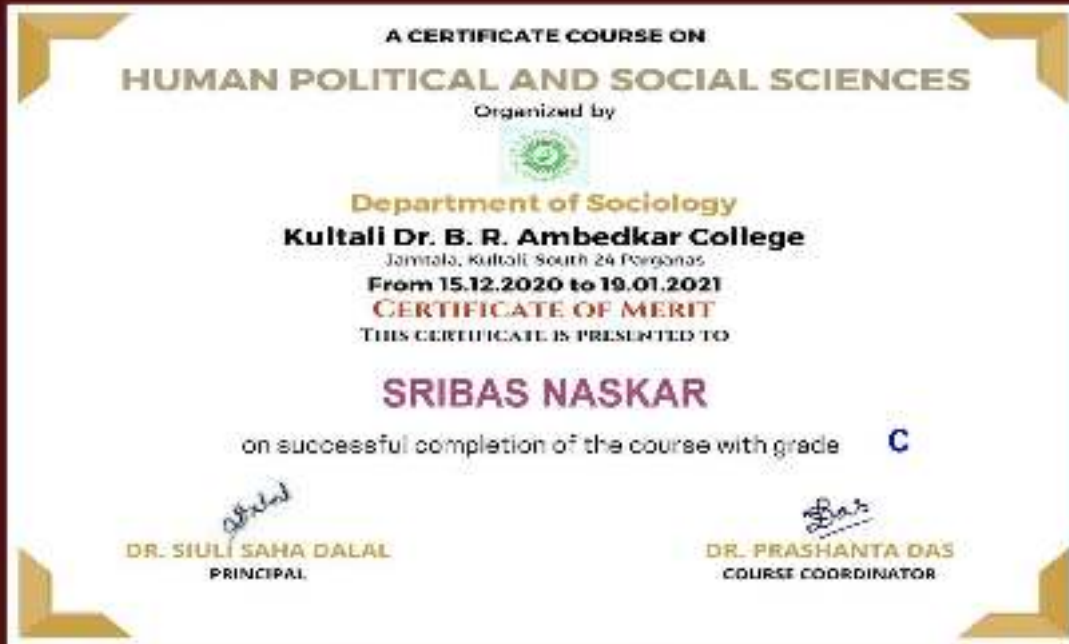 A CERTIFICATE COURSE ON
HUMAN POLITICAL AND SOCIAL SCIENCES
Organized by
Department of Sociology
Kultali Dr. B. R. Ambedkar College
Jamtala, Kultali, South 24 Parganas
From 15.12.2020 to 19.01.2021
CERTIFICATE OF MERIT
THIS CERTIFICATE IS PRESENTED TO
SRIBAS NASKAR
on successful completion of the course with grade C
DR. SIULI SAHA DALAL
PRINCIPAL
DR. PRASHANTA DAS
COURSE COORDINATOR